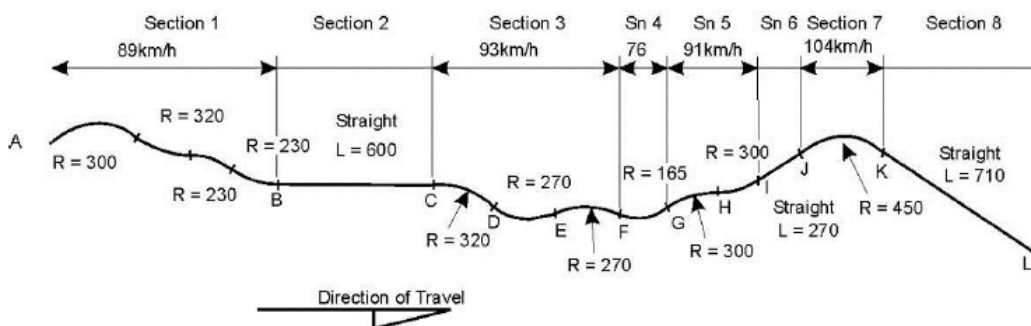 Section 1 Section 2 Section 3 Sn 4 Sn 5 Sn 6 Section 7 Section 8
89km/h 93km/h 76 91km/h 104km/h
A
R = 300
R = 320
R = 230
R = 230
B
Straight
L = 600
C
R = 320
D
R = 270
E
R = 270
F
R = 165
G
R = 300
H
R = 300
I
Straight
L = 270
J
R = 450
K
Straight
L = 710
L
Direction of Travel